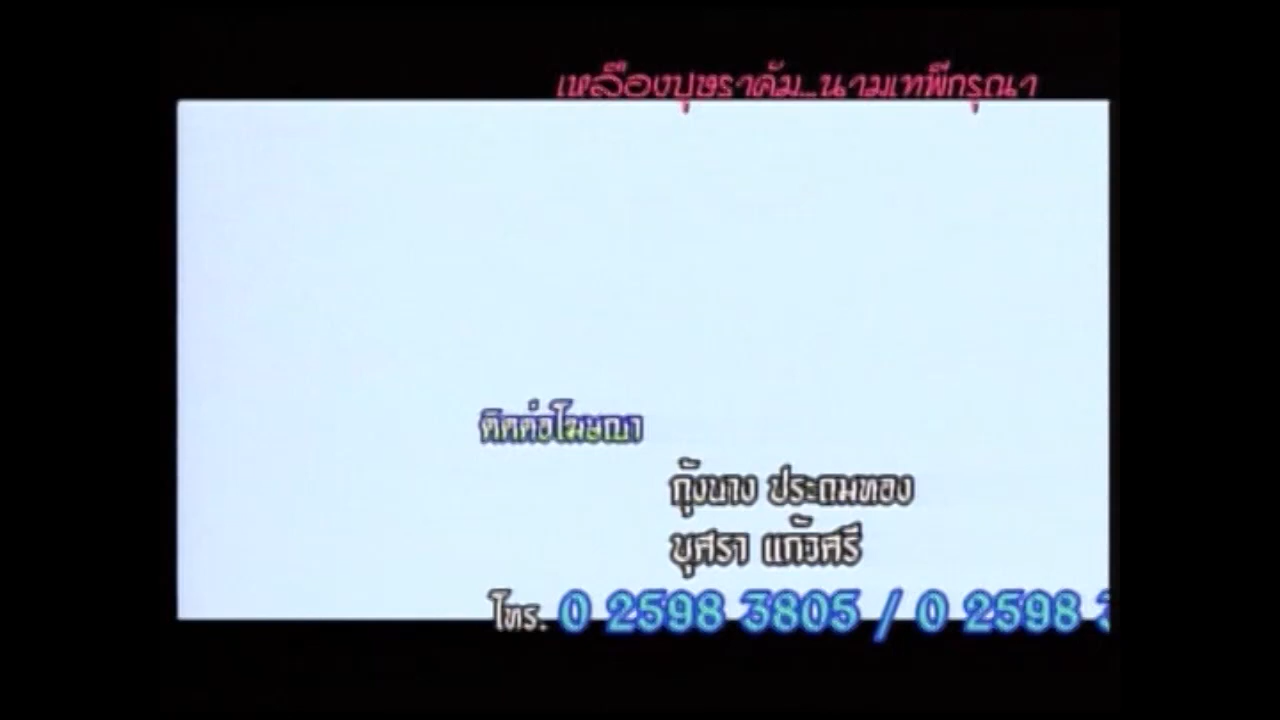 เหลืองบุษราคัม...นามเทพีกรุณา
ติดต่อโฆษณา
กุ้งนาง ประถมทอง
บุศรา แก้วศรี
โทร. 0 2598 3805 / 0 2598